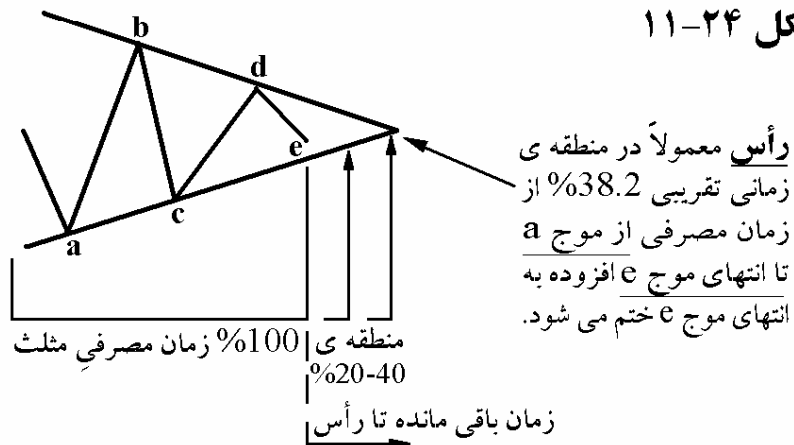 کل ۲۴-۱۱
b
d
e
c
a
رأس معمولاً در منطقه ی
زمانی تقریبی 38.2% از
زمان مصرفی از موج a
تا انتهای موج e افزوده به
انتهای موج e ختم می شود.
100% زمان مصرفیِ مثلث
منطقه ی
%20-40
زمان باقی مانده تا رأس